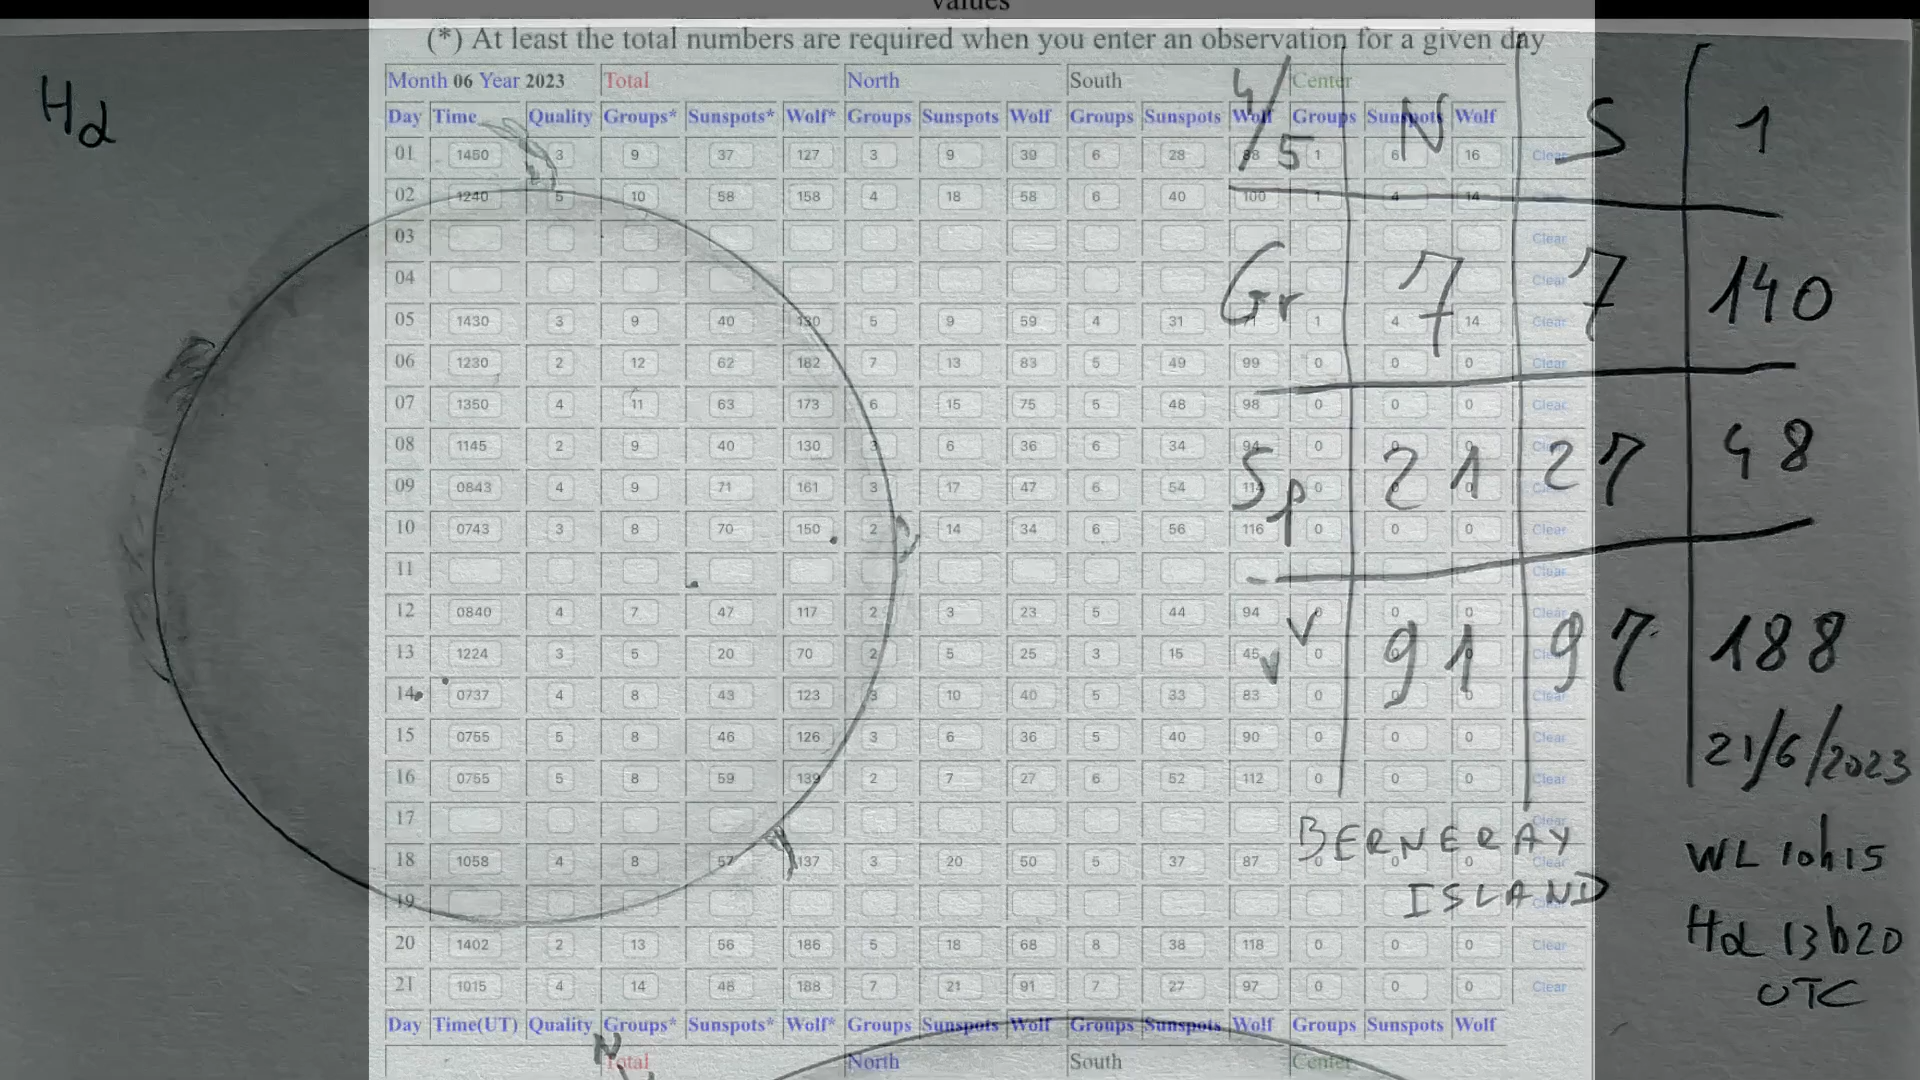 values
(*) At least the total numbers are required when you enter an observation for a given day
Month 06 Year 2023 Total North South Center
Day Time Quality Groups* Sunspots* Wolf* Groups Sunspots Wolf Groups Sunspots Wolf Groups Sunspots Wolf
01 1450 3 9 37 127 3 9 39 6 28 88 1 6 16 Clear
02 1240 5 10 58 158 4 18 58 6 40 100 1 4 14
03 Clear
04 Clear
05 1430 3 9 40 130 5 9 59 4 31 71 1 4 14 Clear
06 1230 2 12 62 182 7 13 83 5 49 99 0 0 0 Clear
07 1350 4 11 63 173 6 15 75 5 48 98 0 0 0 Clear
08 1145 2 9 40 130 3 6 36 6 34 94 0 0 0 Clear
09 0843 4 9 71 161 3 17 47 6 54 114 0 0 0 Clear
10 0743 3 8 70 150 2 14 34 6 56 116 0 0 0 Clear
11 Clear
12 0840 4 7 47 117 2 3 23 5 44 94 0 0 0 Clear
13 1224 3 5 20 70 2 5 25 3 15 45 0 0 0 Clear
14 0737 4 8 43 123 3 10 40 5 33 83 0 0 0 Clear
15 0755 5 8 46 126 3 6 36 5 40 90 0 0 0 Clear
16 0755 5 8 59 139 2 7 27 6 52 112 0 0 0 Clear
17 Clear
18 1058 4 8 57 137 3 20 50 5 37 87 0 0 0 Clear
19 Clear
20 1402 2 13 56 186 5 18 68 8 38 118 0 0 0 Clear
21 1015 4 14 48 188 7 21 91 7 27 97 0 0 0 Clear
Day Time(UT) Quality Groups* Sunspots* Wolf* Groups Sunspots Wolf Groups Sunspots Wolf Groups Sunspots Wolf
Total North South Center
Hα
4/5 N S 1
Gr 7 7 140
Sp 21 27 48
91 97 188
21/6/2023
BERNERAY
ISLAND
WL 10h15
Hα 13h20
UTC
N